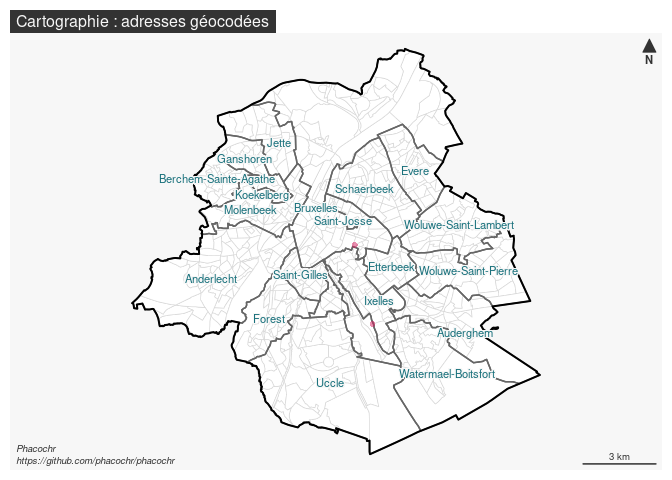 Cartographie : adresses géocodées
N
Jette
Ganshoren
Evere
Berchem-Sainte-Agathe
Schaerbeek
Koekelberg
Bruxelles
Molenbeek
Saint-Josse
Woluwe-Saint-Lambert
Etterbeek
Woluwe-Saint-Pierre
Saint-Gilles
Anderlecht
Ixelles
Forest
Auderghem
Watermael-Boitsfort
Uccle
Phacochr
https://github.com/phacochr/phacochr
3 km